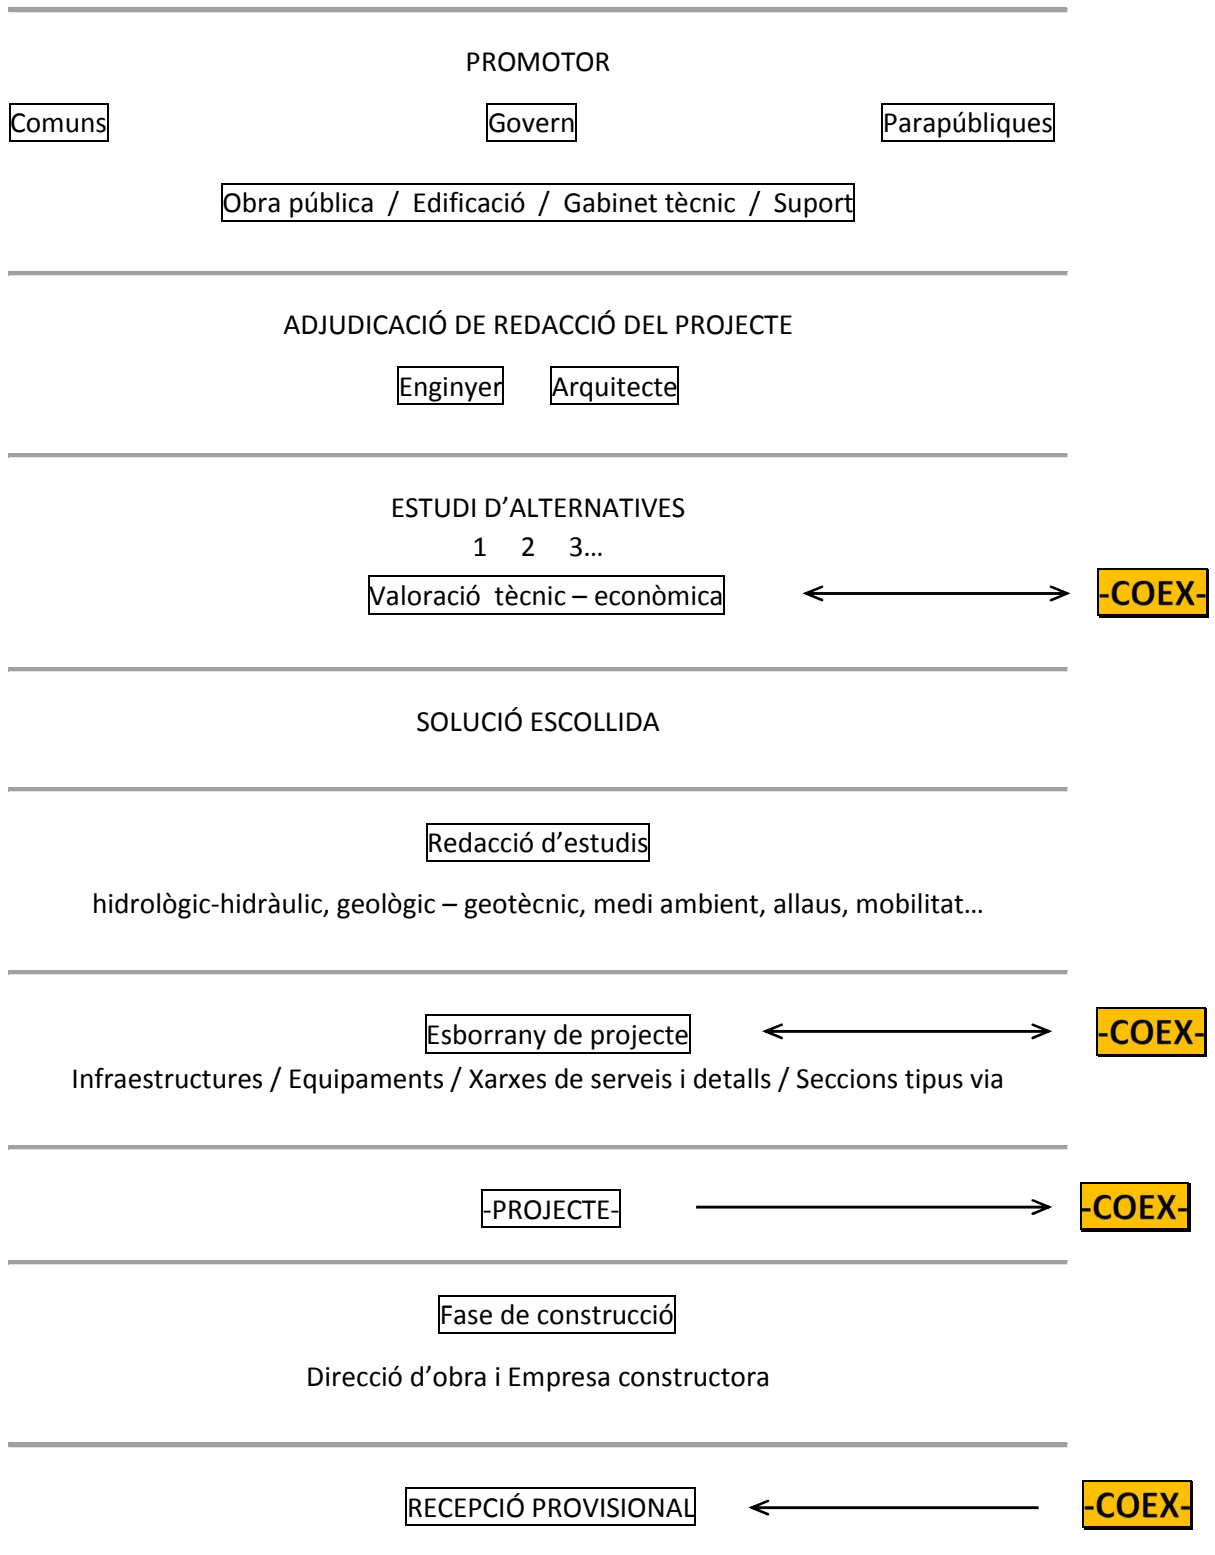 PROMOTOR
Comuns Govern Parapúbliques
Obra pública / Edificació / Gabinet tècnic / Suport
ADJUDICACIÓ DE REDACCIÓ DEL PROJECTE
Enginyer Arquitecte
ESTUDI D’ALTERNATIVES
1 2 3…
Valoració tècnic – econòmica -COEX-
SOLUCIÓ ESCOLLIDA
Redacció d’estudis
hidrològic-hidràulic, geològic – geotècnic, medi ambient, allaus, mobilitat…
Esborrany de projecte -COEX-
Infraestructures / Equipaments / Xarxes de serveis i detalls / Seccions tipus via
-PROJECTE- -COEX-
Fase de construcció
Direcció d’obra i Empresa constructora
RECEPCIÓ PROVISIONAL -COEX-